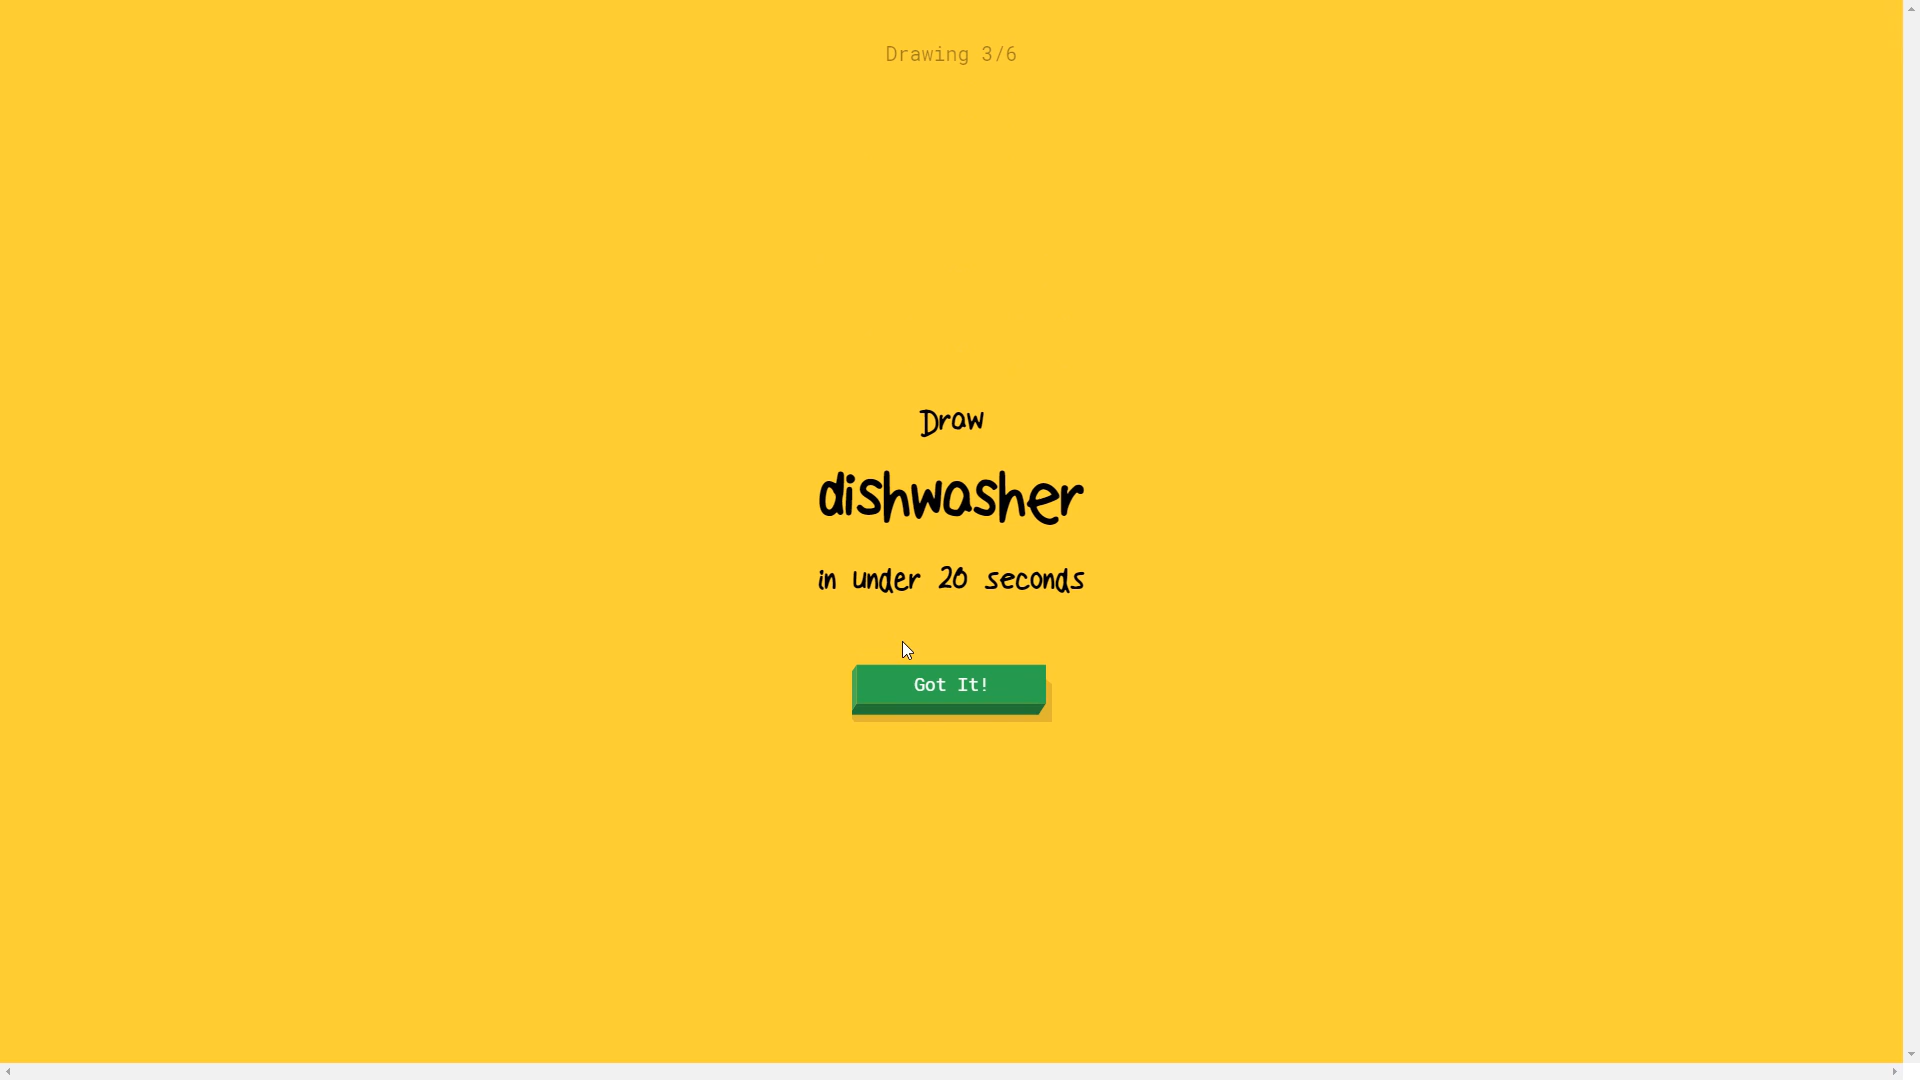 Drawing 3/6
Draw
dishwasher
in under 20 seconds
Got It!